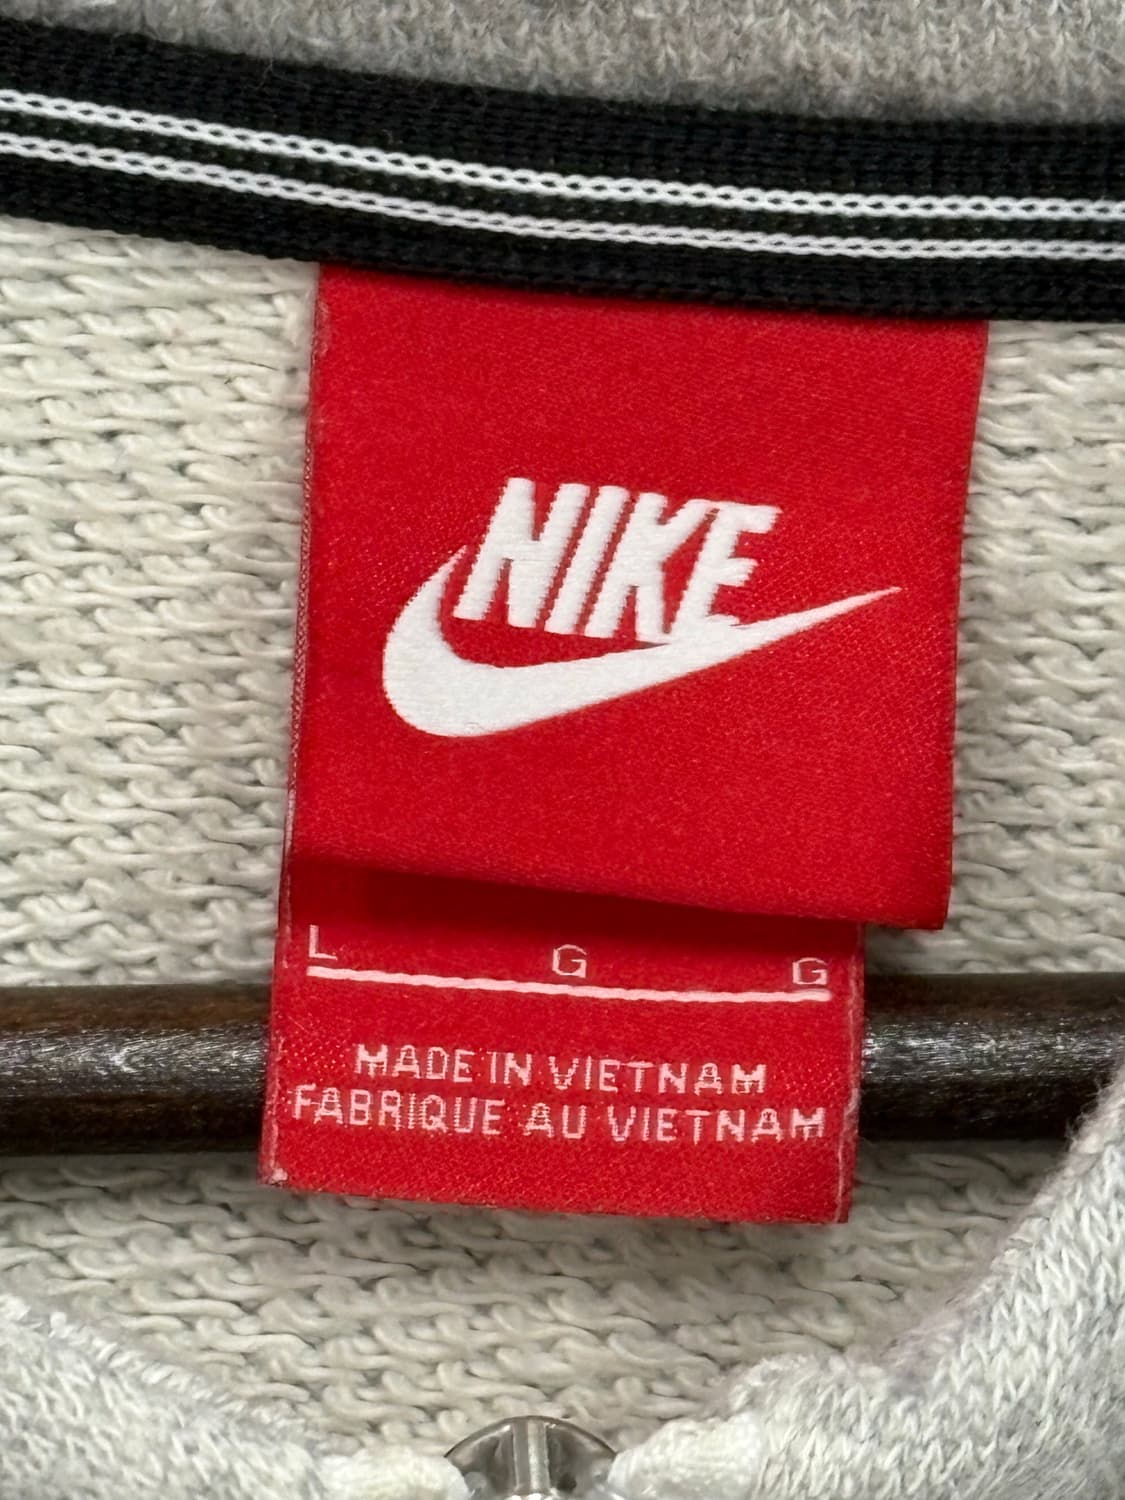 NIKE
L G G
MADE IN VIETNAM
FABRIQUE AU VIETNAM